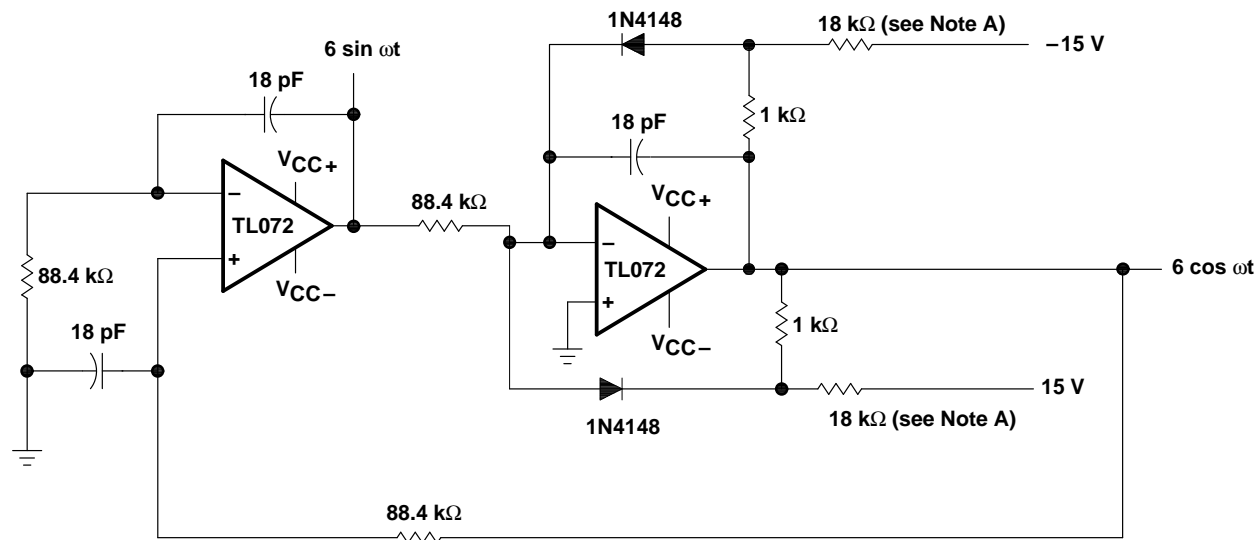 1N4148
18 kΩ (see Note A)
−15 V
6 sin ωt
18 pF
1 kΩ
18 pF
VCC+
88.4 kΩ
VCC+
−
TL072
+
−
TL072
+
88.4 kΩ
VCC−
6 cos ωt
18 pF
1 kΩ
VCC−
15 V
1N4148
18 kΩ (see Note A)
88.4 kΩ